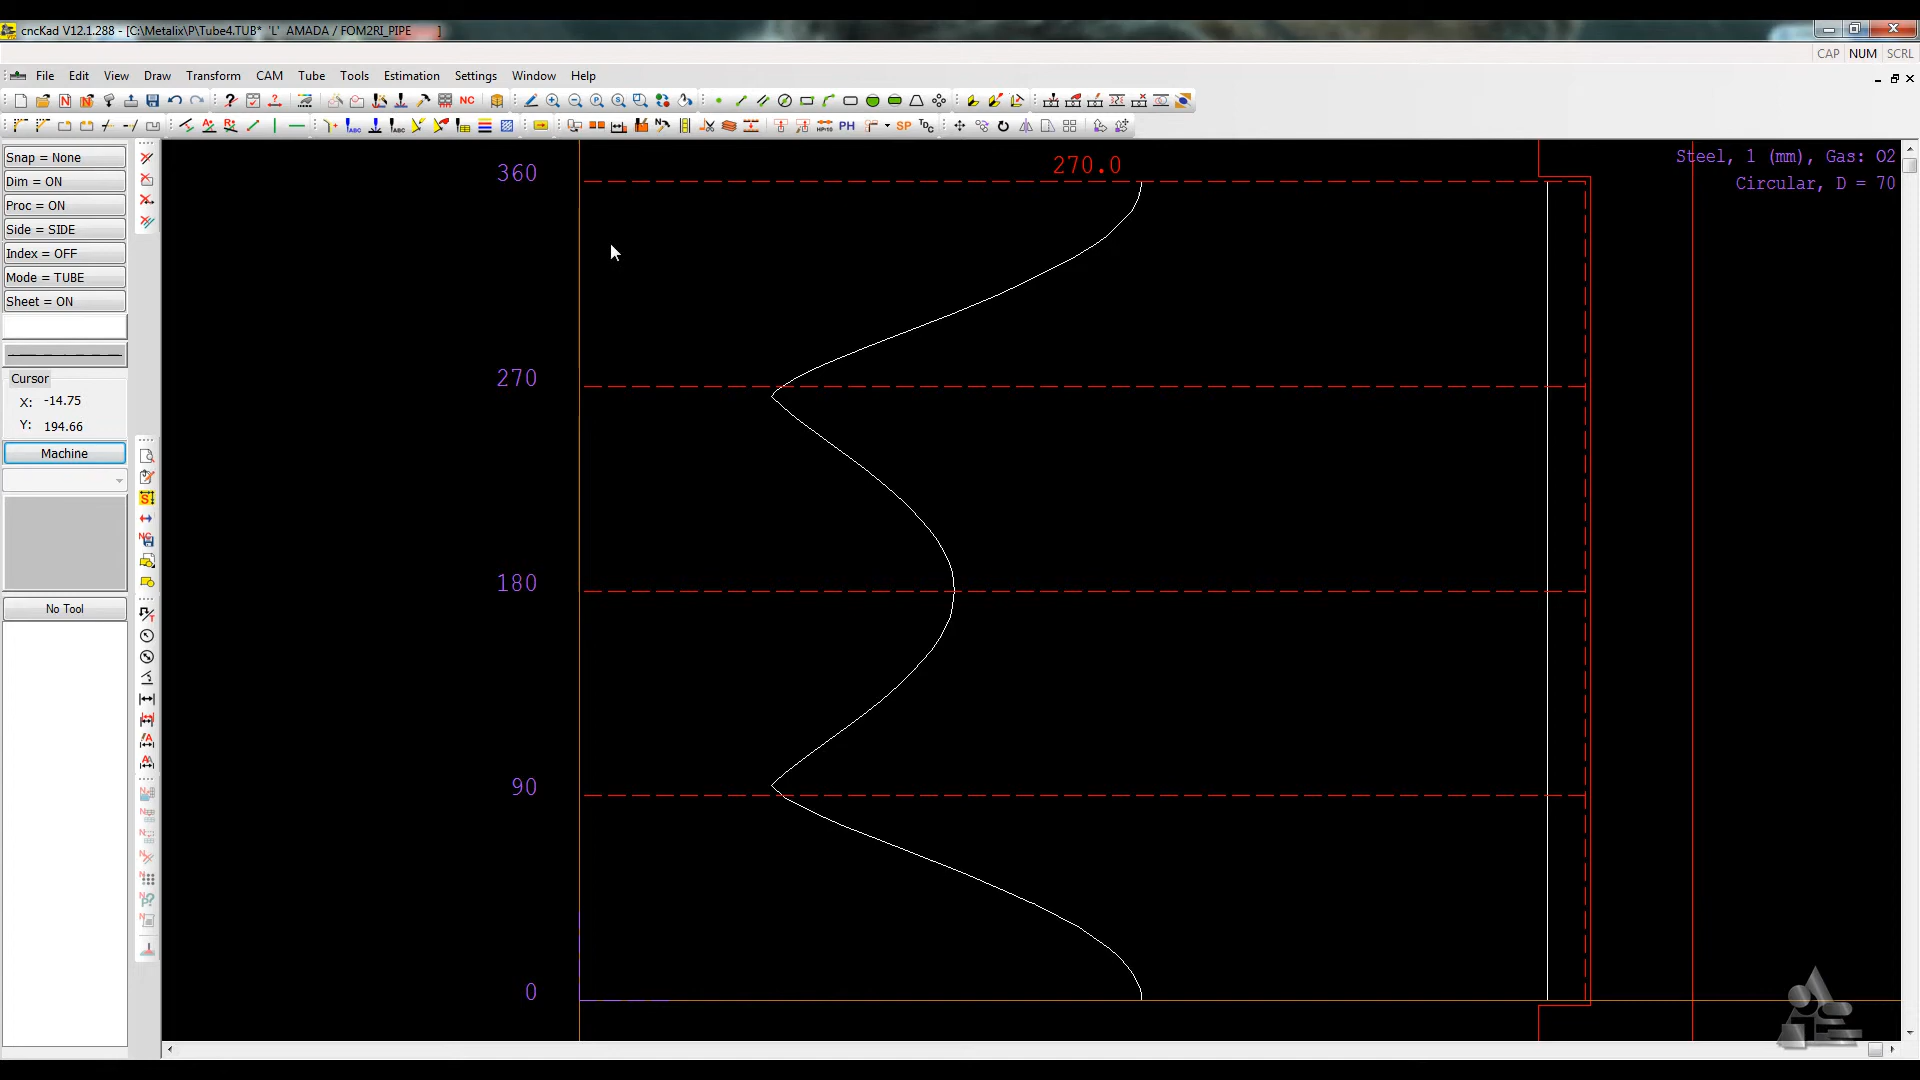 cncKad V12.1.288 - [C:\Metalix\P\Tube4.TUB* 'L' AMADA / FOM2RI_PIPE ]
CAP NUM SCRL
File Edit View Draw Transform CAM Tube Tools Estimation Settings Window Help
NC
PH HP:10 SP
Snap = None
Dim = ON
Proc = ON
Side = SIDE
Index = OFF
Mode = TUBE
Sheet = ON
Cursor
X: -14.75
Y: 194.66
Machine
No Tool
360
270
180
90
0
270.0
Steel, 1 (mm), Gas: O2
Circular, D = 70